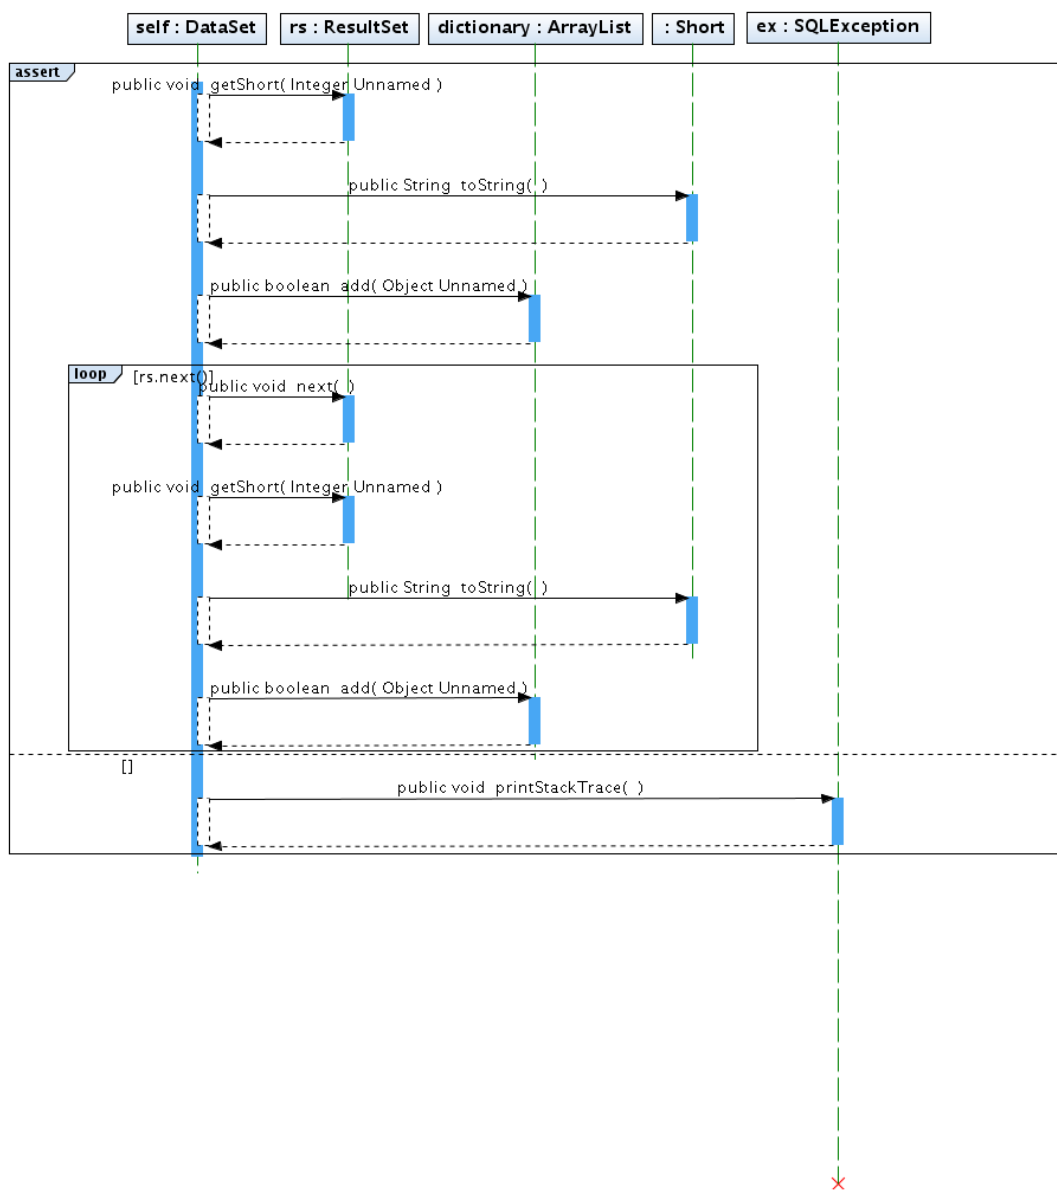 self : DataSet
rs : ResultSet
dictionary : ArrayList
: Short
ex : SQLException
assert
public void getShort( Integer Unnamed )
public String toString( )
public boolean add( Object Unnamed )
loop
[rs.next()]
public void next( )
public void getShort( Integer Unnamed )
public String toString( )
public boolean add( Object Unnamed )
[]
public void printStackTrace( )